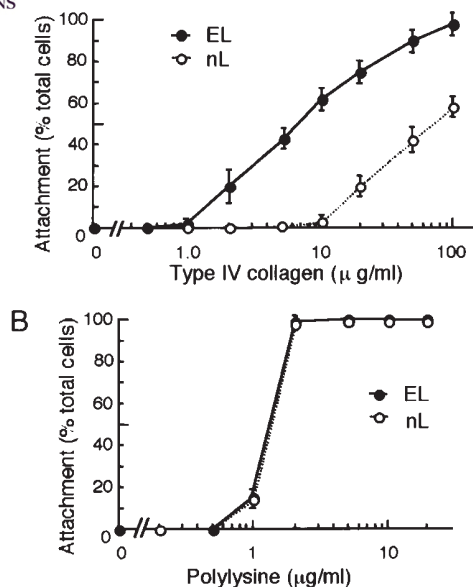 NS
Attachment (% total cells)
100
80
60
40
20
0
EL
nL
0
1.0
10
100
Type IV collagen (μ g/ml)
B
Attachment (% total cells)
100
80
60
40
20
0
EL
nL
0
1
10
Polylysine (μg/ml)